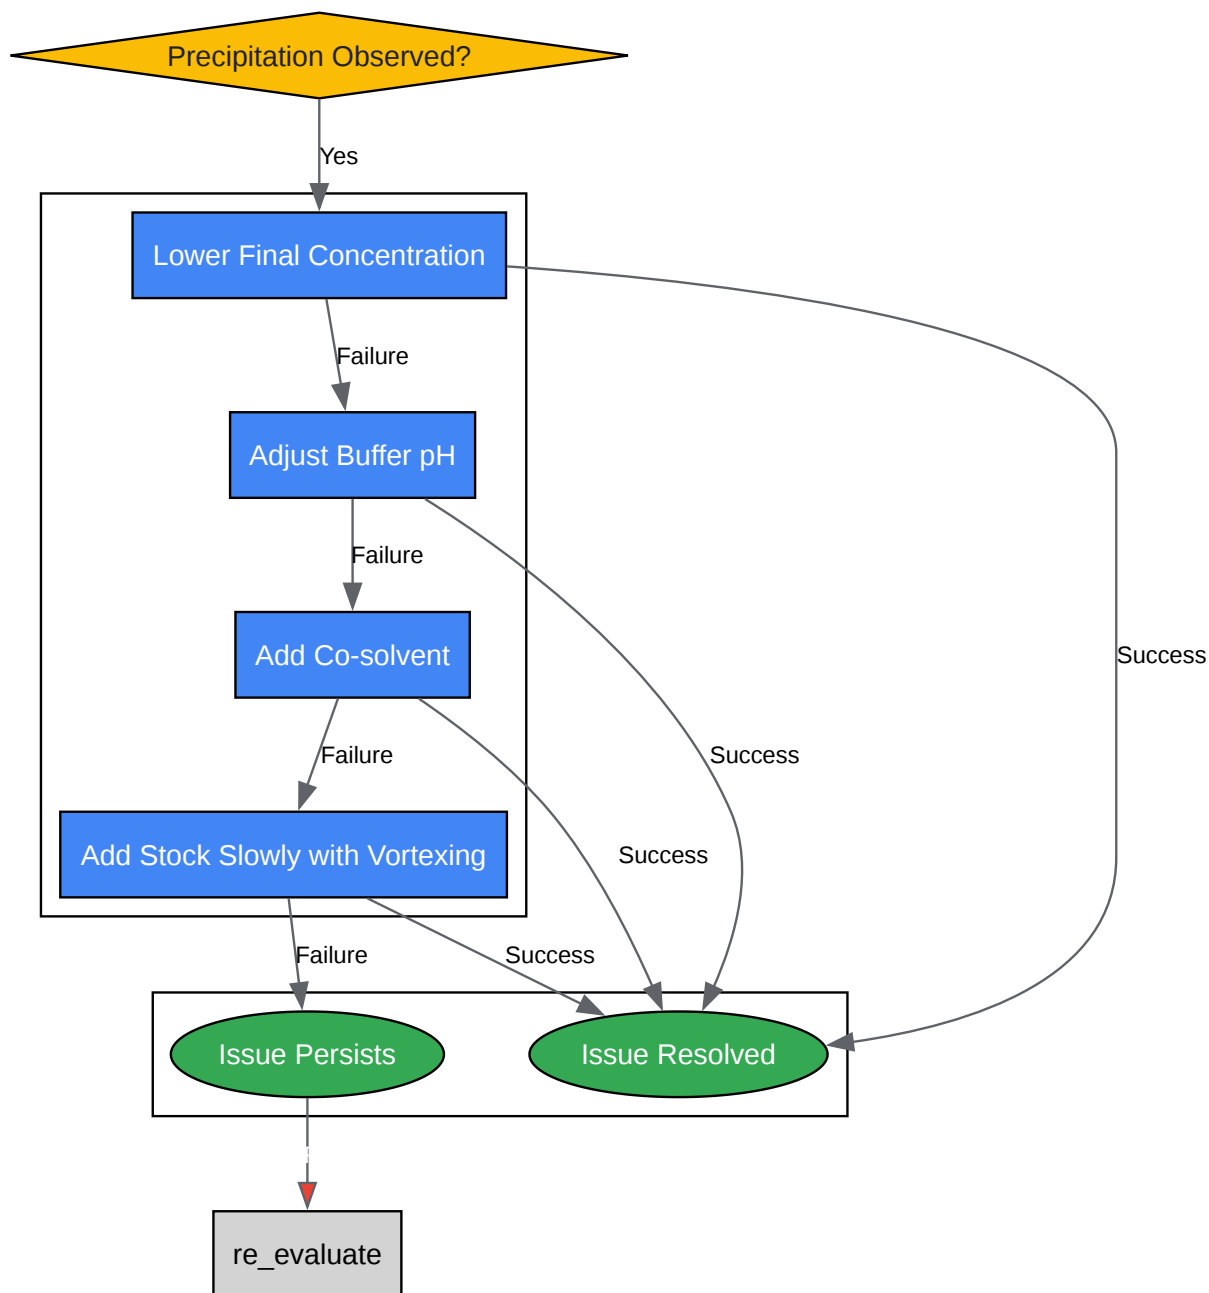 Precipitation Observed?
Yes
Lower Final Concentration
Failure
Adjust Buffer pH
Failure
Add Co-solvent
Success
Failure
Success
Add Stock Slowly with Vortexing
Success
Failure
Success
Issue Persists
Issue Resolved
re_evaluate